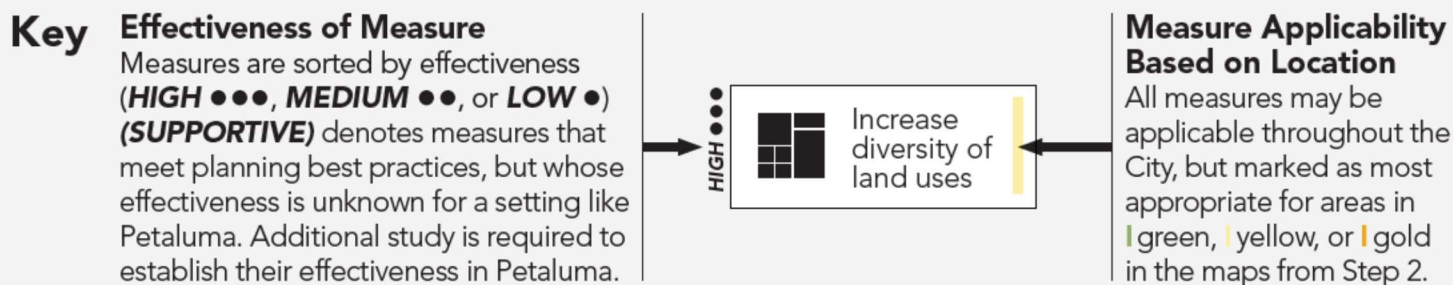 Key
Effectiveness of Measure
Measures are sorted by effectiveness
(HIGH ●●●, MEDIUM ●●, or LOW ●)
(SUPPORTIVE) denotes measures that
meet planning best practices, but whose
effectiveness is unknown for a setting like
Petaluma. Additional study is required to
establish their effectiveness in Petaluma.
HIGH ●●●
Increase
diversity of
land uses
Measure Applicability
Based on Location
All measures may be
applicable throughout the
City, but marked as most
appropriate for areas in
green, yellow, or gold
in the maps from Step 2.